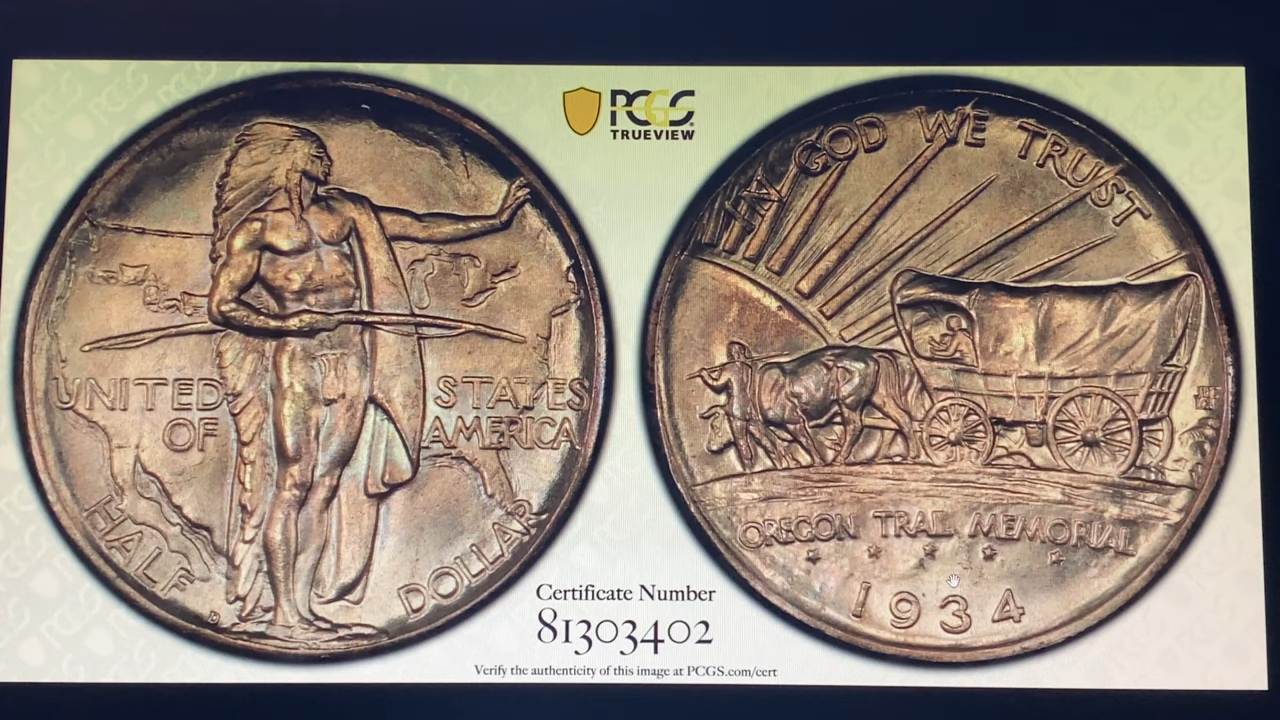 UNITED STATES
OF AMERICA
HALF DOLLAR
D
PCGS
TRUEVIEW
IN GOD WE TRUST
OREGON TRAIL MEMORIAL
1934
Certificate Number
81303402
Verify the authenticity of this image at PCGS.com/cert